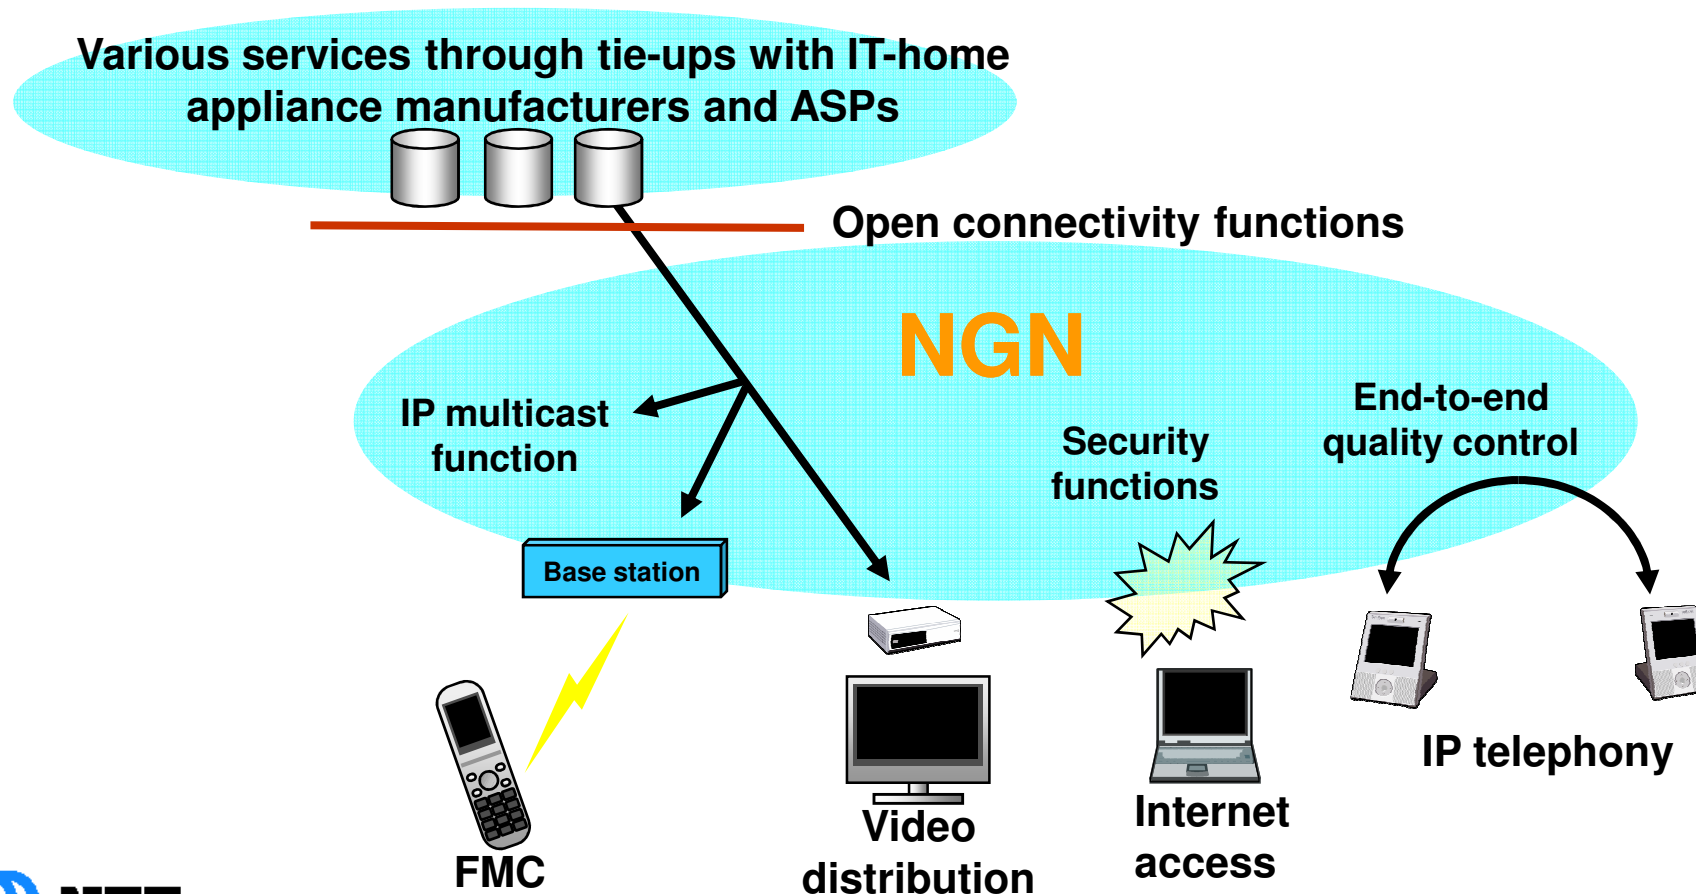 Various services through tie-ups with IT-home
appliance manufacturers and ASPs
Open connectivity functions
NGN
IP multicast
function
Security
functions
End-to-end
quality control
Base station
FMC
Video
distribution
Internet
access
IP telephony